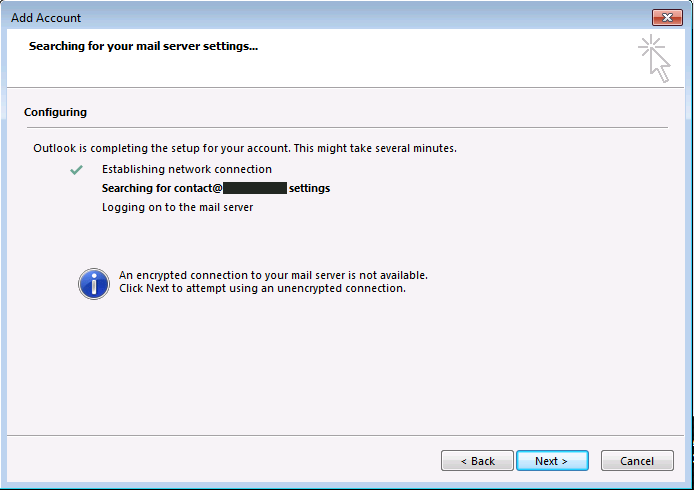 Add Account
Searching for your mail server settings...
Configuring
Outlook is completing the setup for your account. This might take several minutes.
Establishing network connection
Searching for contact@ settings
Logging on to the mail server
An encrypted connection to your mail server is not available.
Click Next to attempt using an unencrypted connection.
< Back
Next >
Cancel